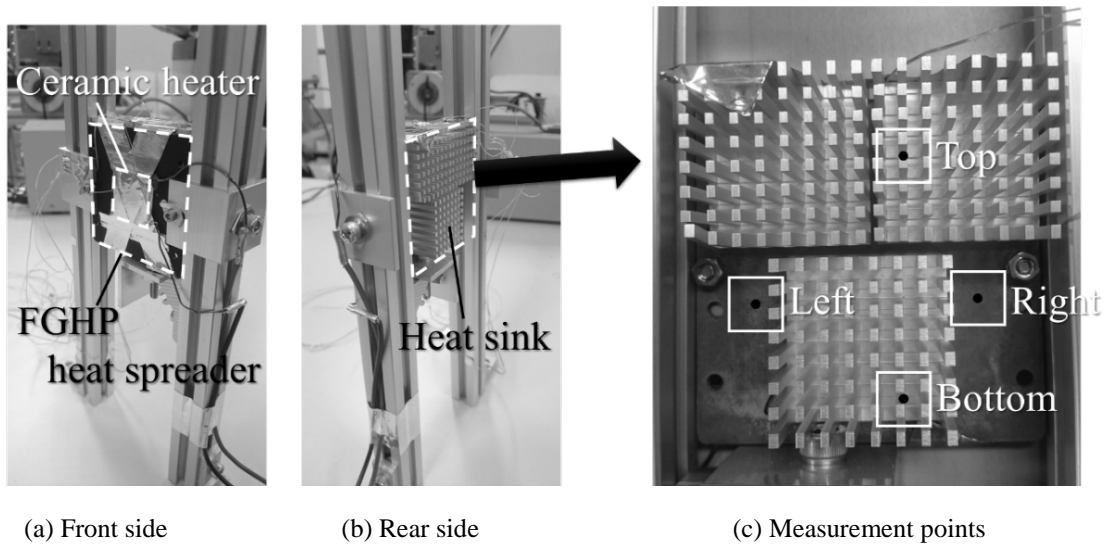 Ceramic heater
FGHP
heat spreader
Heat sink
Top
Left
Right
Bottom
(a) Front side
(b) Rear side
(c) Measurement points